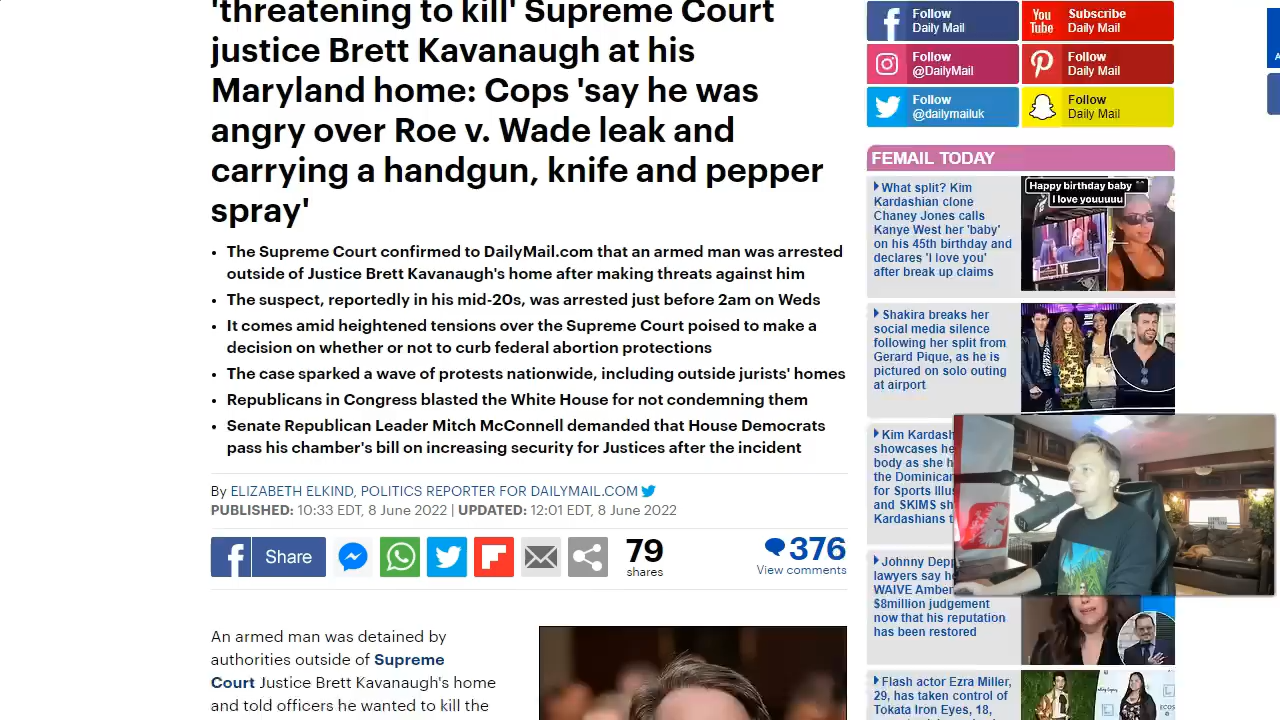 'threatening to kill' Supreme Court
justice Brett Kavanaugh at his
Maryland home: Cops 'say he was
angry over Roe v. Wade leak and
carrying a handgun, knife and pepper
spray'
• The Supreme Court confirmed to DailyMail.com that an armed man was arrested
outside of Justice Brett Kavanaugh's home after making threats against him
• The suspect, reportedly in his mid-20s, was arrested just before 2am on Weds
• It comes amid heightened tensions over the Supreme Court poised to make a
decision on whether or not to curb federal abortion protections
• The case sparked a wave of protests nationwide, including outside jurists' homes
• Republicans in Congress blasted the White House for not condemning them
• Senate Republican Leader Mitch McConnell demanded that House Democrats
pass his chamber's bill on increasing security for Justices after the incident
By ELIZABETH ELKIND, POLITICS REPORTER FOR DAILYMAIL.COM
PUBLISHED: 10:33 EDT, 8 June 2022 | UPDATED: 12:01 EDT, 8 June 2022
Share
79
shares
376
View comments
An armed man was detained by
authorities outside of Supreme
Court Justice Brett Kavanaugh's home
and told officers he wanted to kill the
Follow
Daily Mail
You
Tube
Subscribe
Daily Mail
Follow
@DailyMail
Follow
Daily Mail
Follow
@dailymailuk
Follow
Daily Mail
FEMAIL TODAY
What split? Kim
Kardashian clone
Chaney Jones calls
Kanye West her 'baby'
on his 45th birthday and
declares 'I love you'
after break up claims
Happy birthday baby
I love youuuuu
YE
Shakira breaks her
social media silence
following her split from
Gerard Pique, as he is
pictured on solo outing
at airport
Kim Kardash
showcases he
body as she h
the Dominica
for Sports Illus
and SKIMS sh
Kardashians t
Johnny Depp
lawyers say he
WAIVE Amber
$8million judgement
now that his reputation
has been restored
Flash actor Ezra Miller,
29, has taken control of
Tokata Iron Eyes, 18,